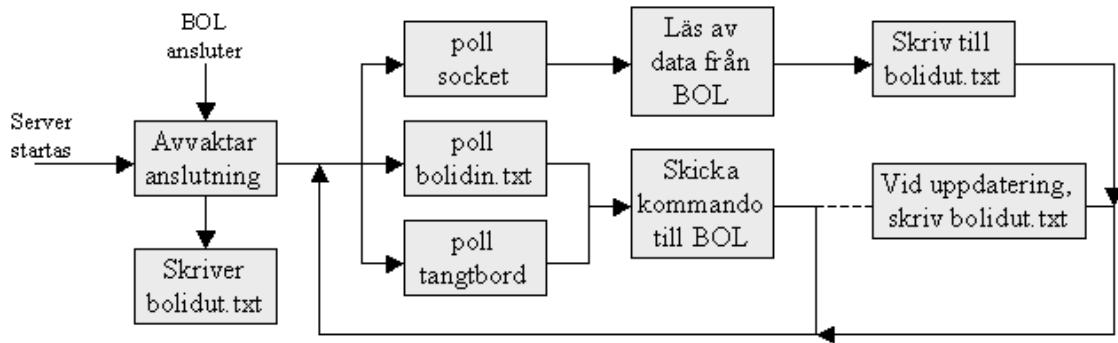 BOL
ansluter
Server
startas
Avvaktar
anslutning
Skriver
bolidut.txt
poll
socket
Läs av
data från
BOL
Skriv till
bolidut.txt
poll
bolidin.txt
poll
tangtbord
Skicka
kommando
till BOL
Vid uppdatering,
skriv bolidut.txt